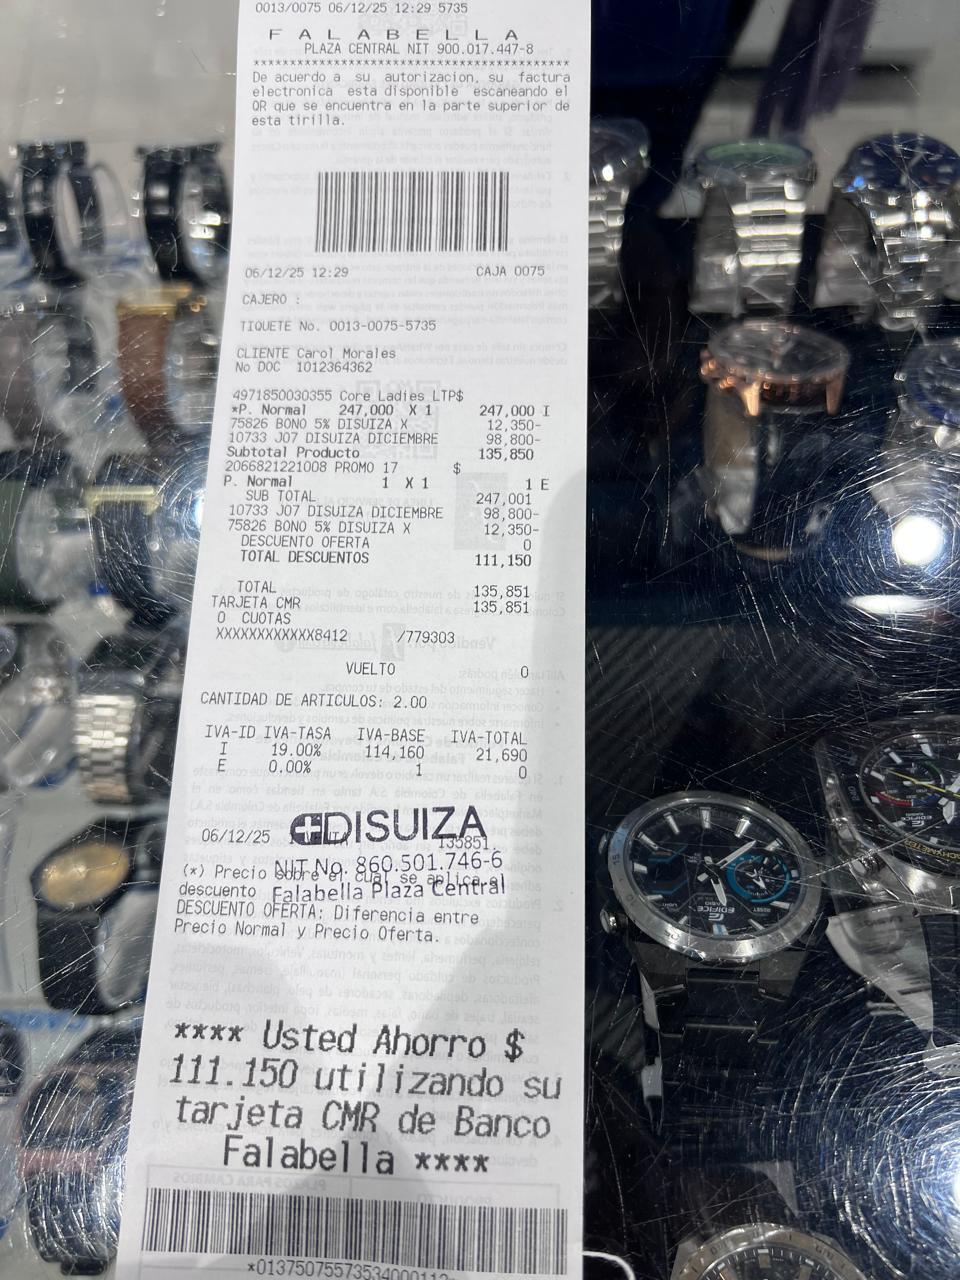 0013/0075 06/12/25 12:29 5735
F A L A B E L L A
PLAZA CENTRAL NIT 900.017.447-8
****************************************
De acuerdo a su autorizacion, su factura
electronica esta disponible escaneando el
QR que se encuentra en la parte superior de
esta tirilla.
06/12/25 12:29 CAJA 0075
CAJERO :
TIQUETE No. 0013-0075-5735
CLIENTE Carol Morales
No DOC 1012364362
4971850030355 Core Ladies LTP$
*P. Normal 247,000 X 1 247,000 I
75826 BONO 5% DISUIZA X 12,350-
10733 J07 DISUIZA DICIEMBRE 98,800-
Subtotal Producto 135,850
2066821221008 PROMO 17 $
P. Normal 1 X 1 1 E
SUB TOTAL 247,001
10733 J07 DISUIZA DICIEMBRE 98,800-
75826 BONO 5% DISUIZA X 12,350-
DESCUENTO OFERTA 0
TOTAL DESCUENTOS 111,150
TOTAL 135,851
TARJETA CMR 135,851
0 CUOTAS
XXXXXXXXXXXX8412 /779303
VUELTO 0
CANTIDAD DE ARTICULOS: 2.00
IVA-ID IVA-TASA IVA-BASE IVA-TOTAL
I 19.00% 114,160 21,690
E 0.00% 1 0
DISUIZA
06/12/25 135851
NIT No. 860.501.746-6
(*) Precio sobre el cual se aplica el
descuento
Falabella Plaza Central
DESCUENTO OFERTA: Diferencia entre
Precio Normal y Precio Oferta.
**** Usted Ahorro $
111.150 utilizando su
tarjeta CMR de Banco
Falabella ****
EDIFICE
CASIO
EDIFICE
TACHYMETER